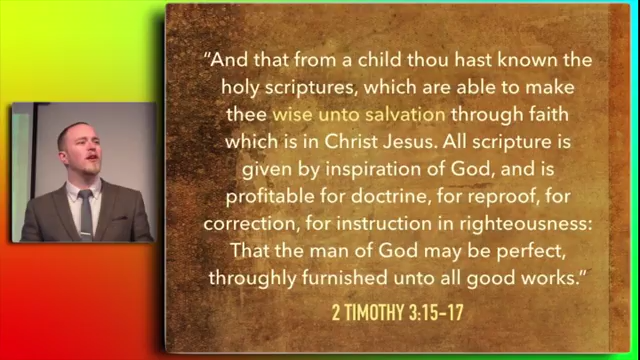 “And that from a child thou hast known the
holy scriptures, which are able to make
thee wise unto salvation through faith
which is in Christ Jesus. All scripture is
given by inspiration of God, and is
profitable for doctrine, for reproof, for
correction, for instruction in righteousness:
That the man of God may be perfect,
throughly furnished unto all good works.”
2 TIMOTHY 3:15–17